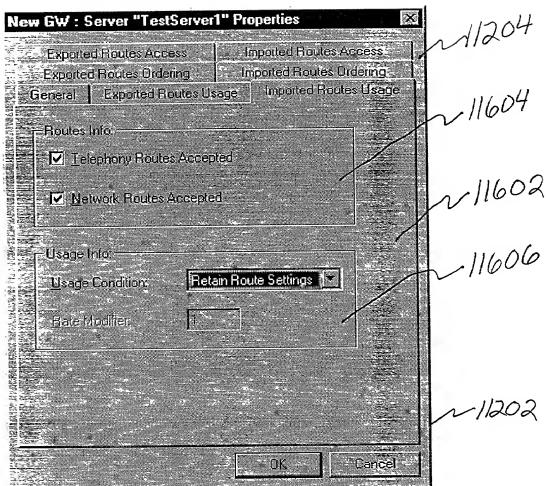 New GW : Server "TestServer1" Properties
Exported Routes Access
Imported Routes Access
Exported Routes Ordering
Imported Routes Ordering
General
Exported Routes Usage
Imported Routes Usage
Routes Info:
Telephony Routes Accepted
Network Routes Accepted
Usage Info:
Usage Condition:
Retain Route Settings
Rate Modifier:
1
OK
Cancel
11204
11604
11602
11606
11202